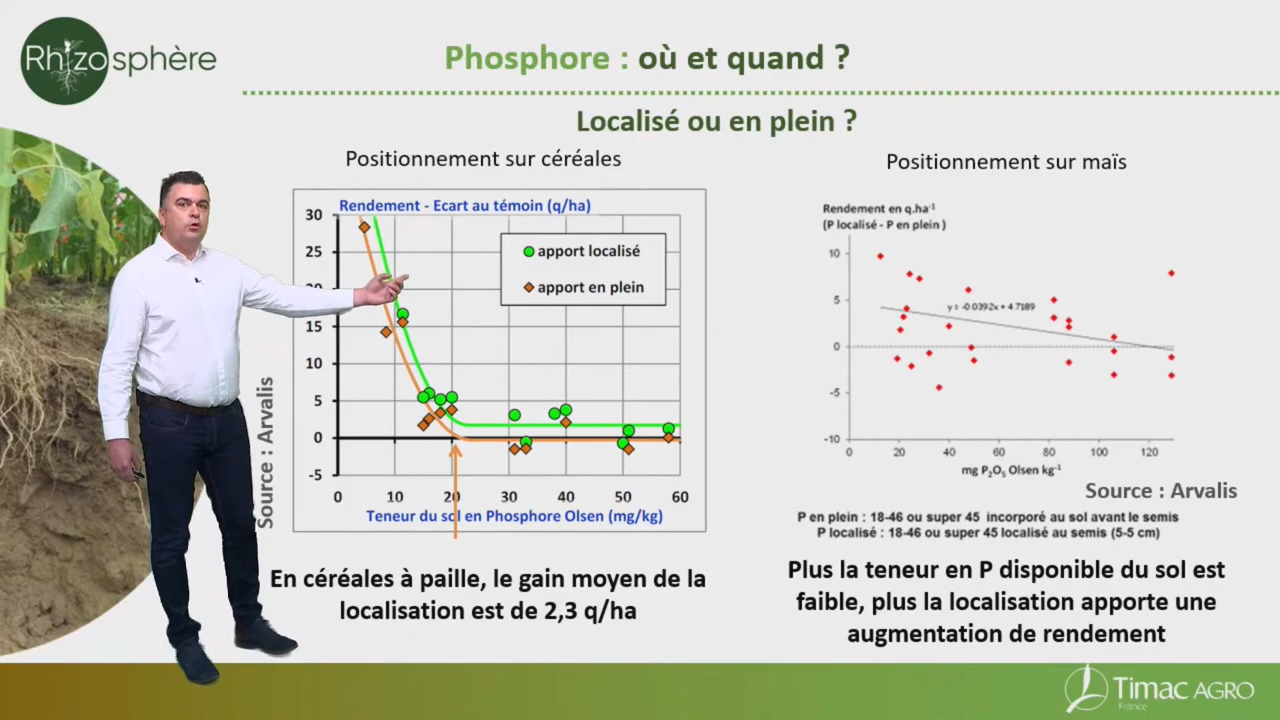 Rhizosphère
Phosphore : où et quand ?
Localisé ou en plein ?
Positionnement sur céréales
Rendement - Ecart au témoin (q/ha)
30
25
15
10
5
0
-5
apport localisé
apport en plein
0 10 20 30 40 50 60
Teneur du sol en Phosphore Olsen (mg/kg)
Source : Arvalis
En céréales à paille, le gain moyen de la
localisation est de 2,3 q/ha
Positionnement sur maïs
Rendement en q.ha-1
(P localisé - P en plein )
10
5
0
-5
-10
y = -0.0392x + 4.7189
0 20 40 60 80 100 120
mg P2O5 Olsen kg-1
Source : Arvalis
P en plein : 18-46 ou super 45 incorporé au sol avant le semis
P localisé : 18-46 ou super 45 localisé au semis (5-5 cm)
Plus la teneur en P disponible du sol est
faible, plus la localisation apporte une
augmentation de rendement
Timac AGRO
France